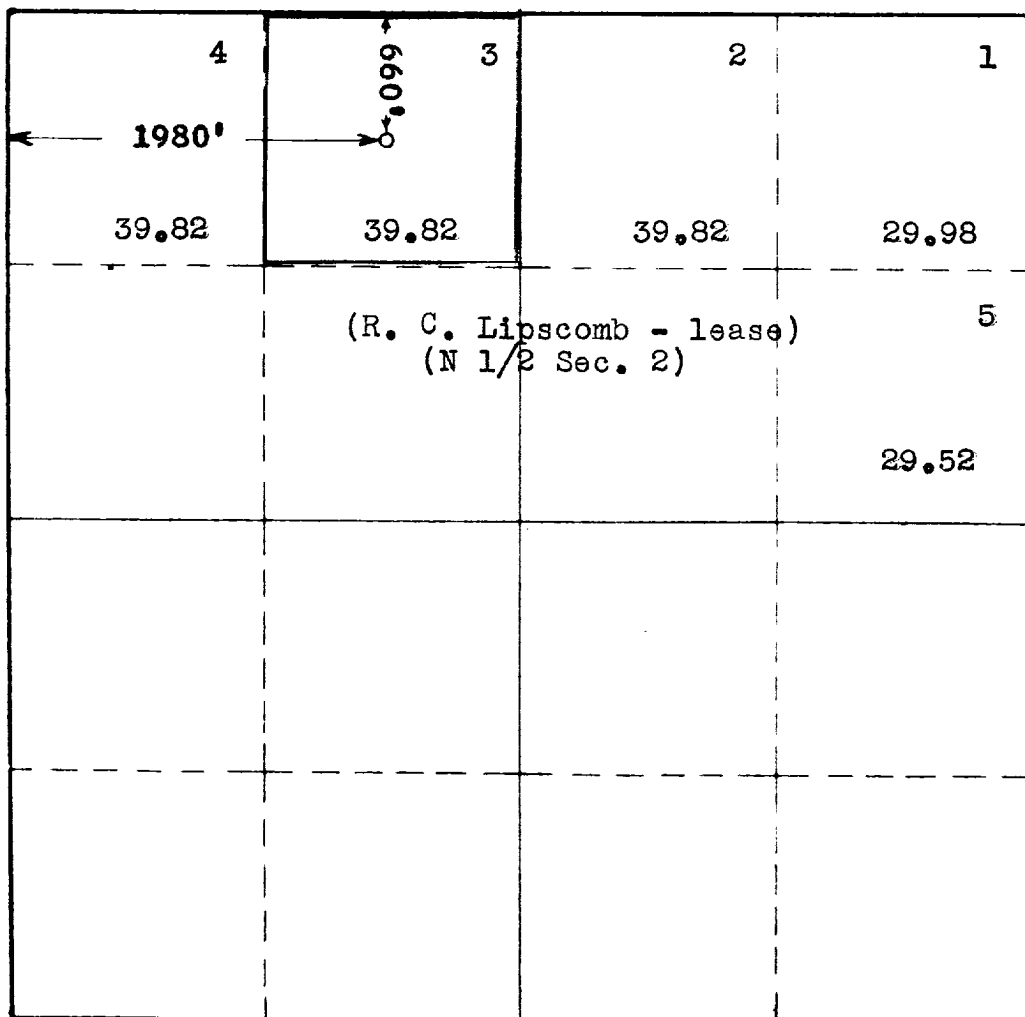 4 3 2 1
660'
1980'
39.82 39.82 39.82 29.98
5
(R. C. Lipscomb - lease)
(N 1/2 Sec. 2)
29.52